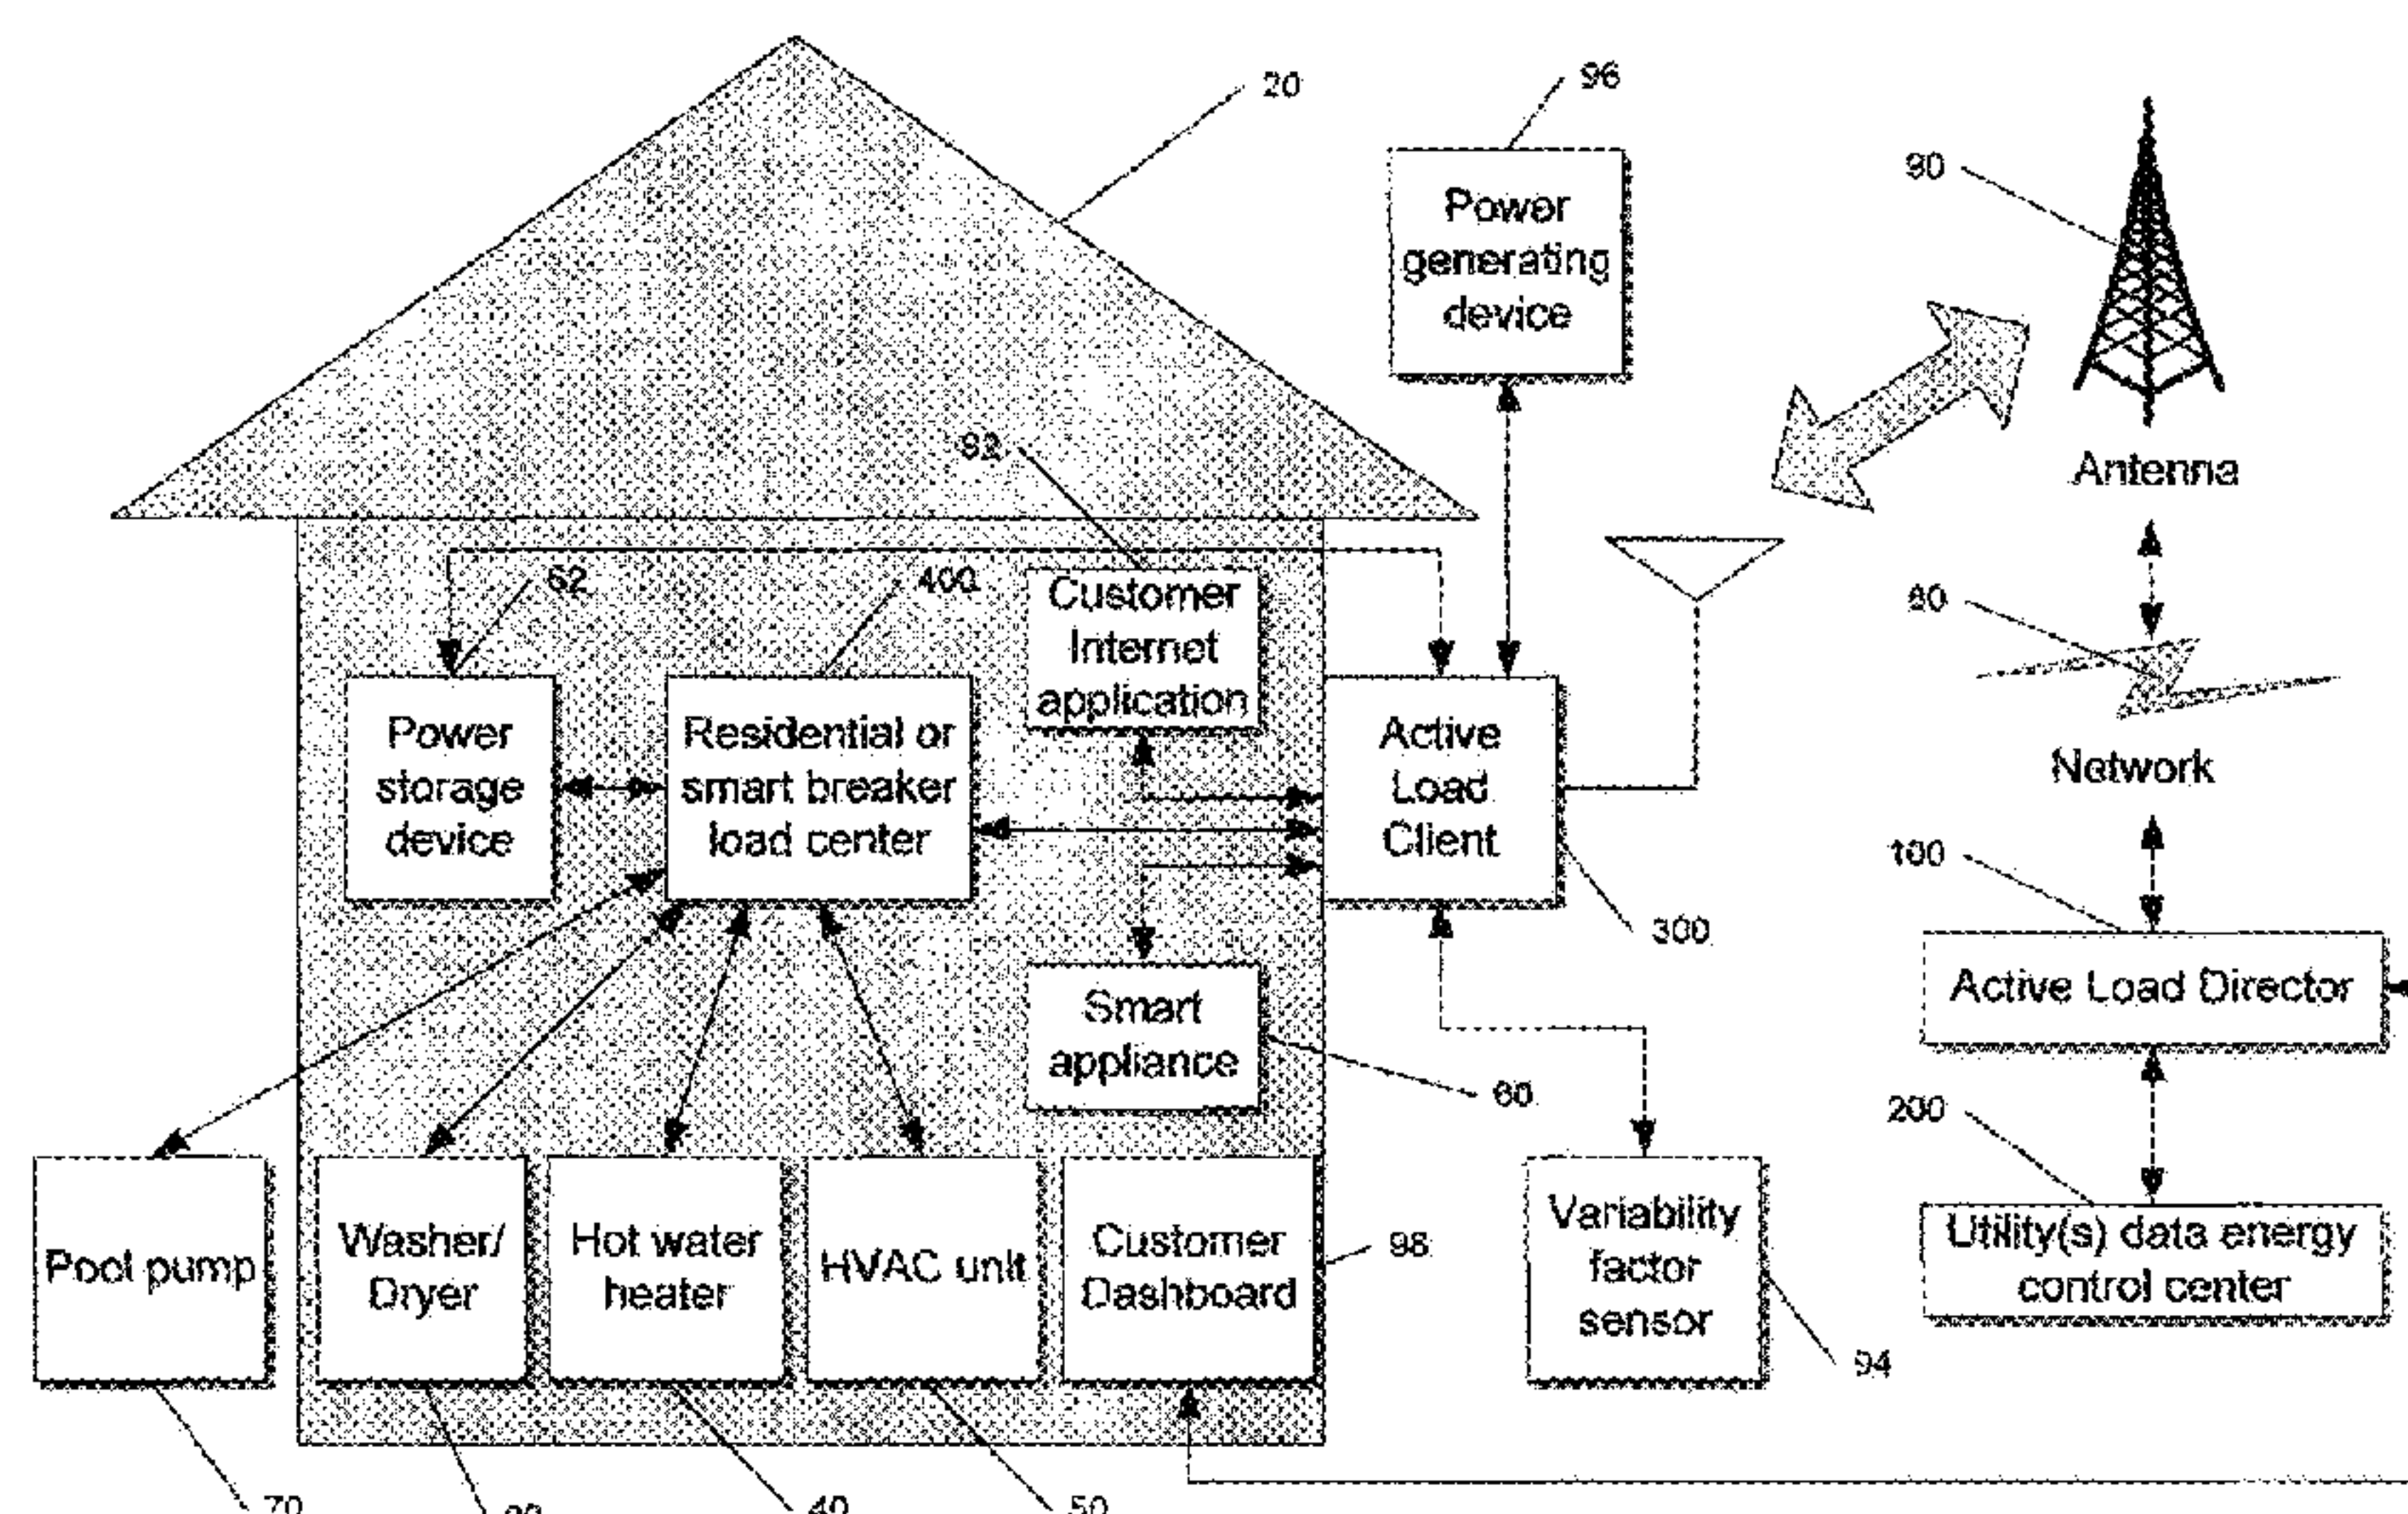 20
96
90
Power
generating
device
Antenna
92
62
400
Customer
Internet
application
80
Power
storage
device
Residential or
smart breaker
load center
Active
Load
Client
Network
100
300
Active Load Director
Smart
appliance
60
200
Pool pump
Washer/
Dryer
Hot water
heater
HVAC unit
Customer
Dashboard
98
Variability
factor
sensor
94
Utility(s) data energy
control center
70
40
50